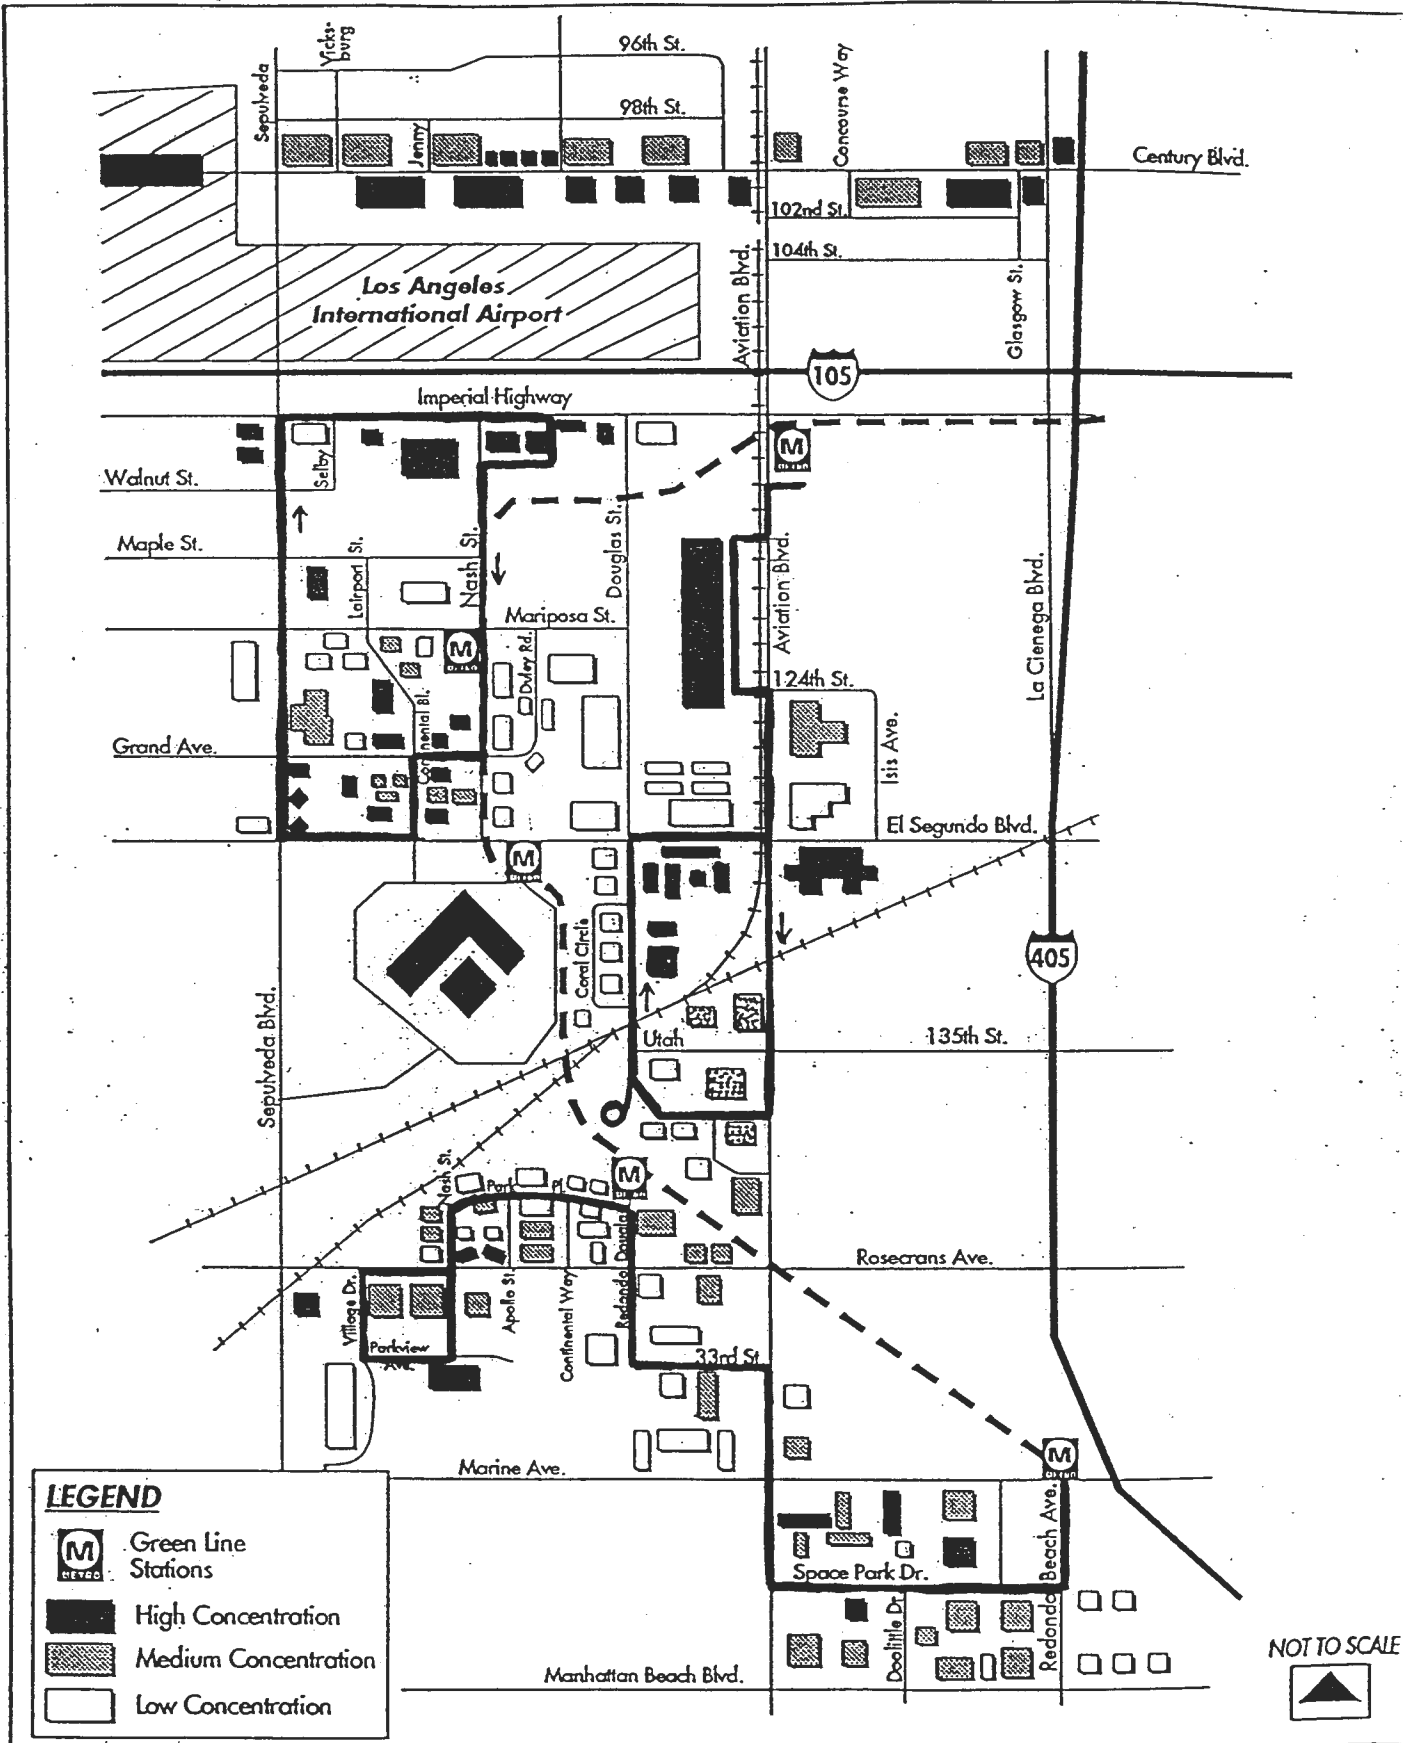 Vicks-
burg
96th St.
Sepulveda
98th St.
Jenny
Concourse Way
Century Blvd.
102nd St.
104th St.
Aviation Blvd.
Glasgow St.
Los Angeles
International Airport
105
Imperial Highway
M
METRO
Selby
Walnut St.
Maple St.
Lairport St.
Nash St.
Douglas St.
Aviation Blvd.
La Cienega Blvd.
Mariposa St.
M
Duley Rd.
124th St.
Isis Ave.
Grand Ave.
Continental Bl.
El Segundo Blvd.
M
Coral Circle
405
Sepulveda Blvd.
Utah
135th St.
Nash St.
Park Pl.
M
Rosecrans Ave.
Village Dr.
Apollo St.
Continental Way
Redondo
Douglas
Parkview
Ave.
33rd St.
Marine Ave.
M
Space Park Dr.
Redondo Beach Ave.
Doolittle Dr
Manhattan Beach Blvd.
LEGEND
M
METRO
Green Line
Stations
High Concentration
Medium Concentration
Low Concentration
NOT TO SCALE